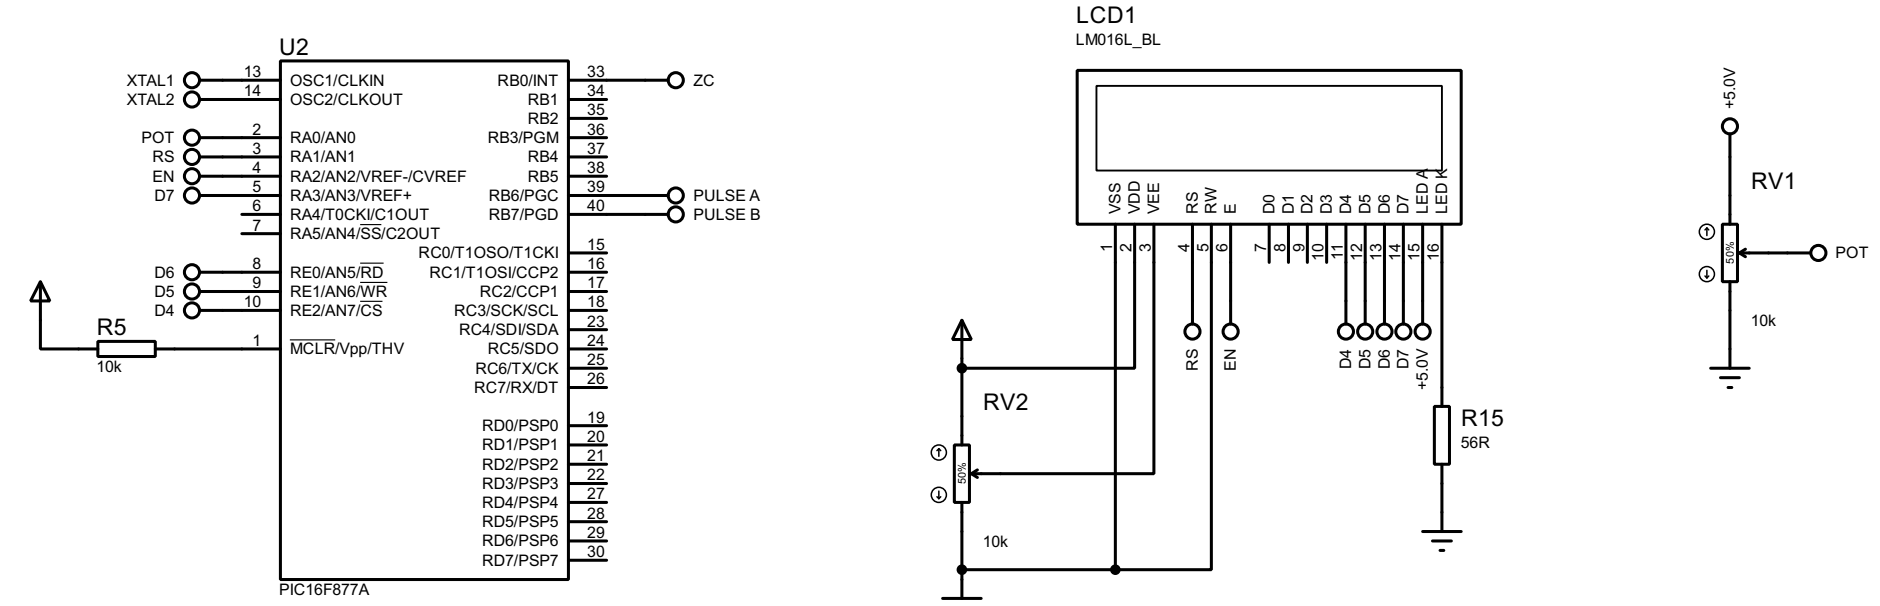 U2
XTAL1 13 OSC1/CLKIN
XTAL2 14 OSC2/CLKOUT
POT 2 RA0/AN0
RS 3 RA1/AN1
EN 4 RA2/AN2/VREF-/CVREF
D7 5 RA3/AN3/VREF+
6 RA4/T0CKI/C1OUT
7 RA5/AN4/SS/C2OUT
D6 8 RE0/AN5/RD
D5 9 RE1/AN6/WR
D4 10 RE2/AN7/CS
1 MCLR/Vpp/THV
R5
10k
RB0/INT 33 ZC
RB1 34
RB2 35
RB3/PGM 36
RB4 37
RB5 38
RB6/PGC 39 PULSE A
RB7/PGD 40 PULSE B
RC0/T1OSO/T1CKI 15
RC1/T1OSI/CCP2 16
RC2/CCP1 17
RC3/SCK/SCL 18
RC4/SDI/SDA 23
RC5/SDO 24
RC6/TX/CK 25
RC7/RX/DT 26
RD0/PSP0 19
RD1/PSP1 20
RD2/PSP2 21
RD3/PSP3 22
RD4/PSP4 27
RD5/PSP5 28
RD6/PSP6 29
RD7/PSP7 30
PIC16F877A
LCD1
LM016L_BL
VSS VDD VEE RS RW E D0 D1 D2 D3 D4 D5 D6 D7 LED A LED K
1 2 3 4 5 6 7 8 9 10 11 12 13 14 15 16
RS EN D4 D5 D6 D7 +5.0V
RV2
50%
10k
R15
56R
+5.0V
RV1
50%
POT
10k